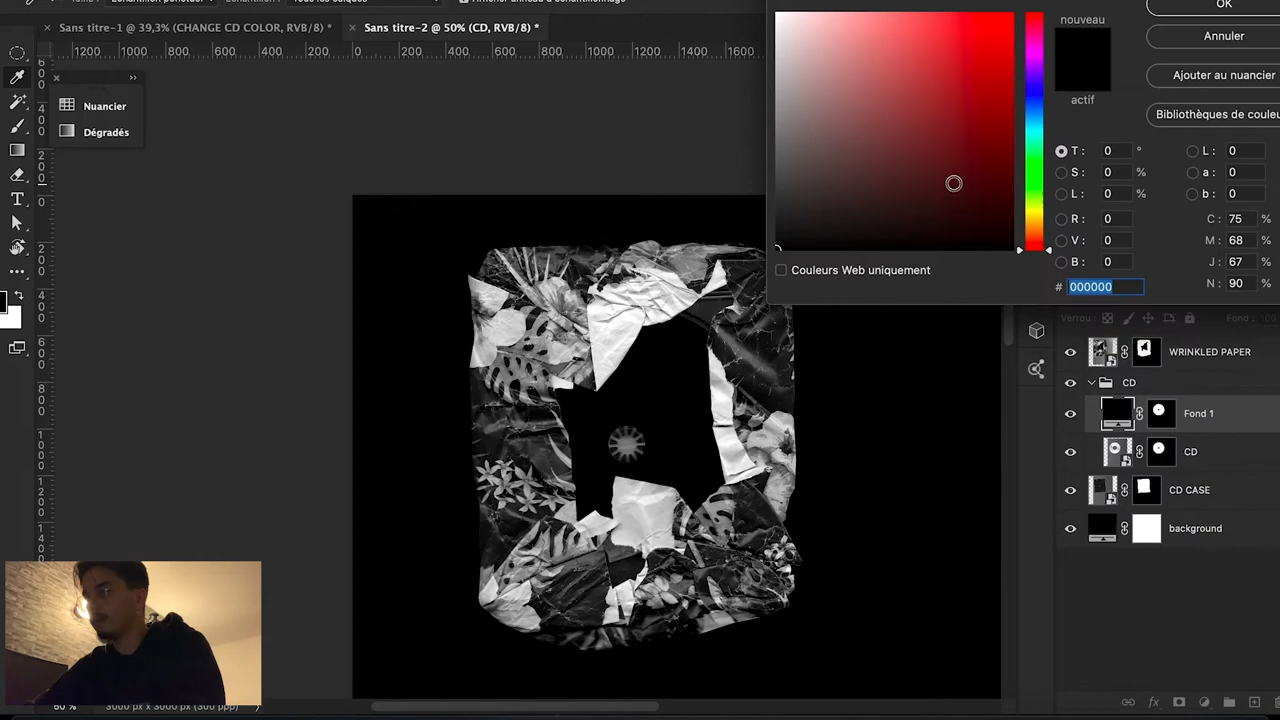 Sans titre-1 @ 39,3% (CHANGE CD COLOR, RVB/8) *
Sans titre-2 @ 50% (CD, RVB/8) *
1200 1000 800 600 400 200 0 200 400 600 800 1000 1200 1400 1600
Nuancier
Dégradés
nouveau
actif
OK
Annuler
Ajouter au nuancier
Bibliothèques de couleu
T: 0 °
L: 0
S: 0 %
a: 0
L: 0 %
b: 0
R: 0
C: 75 %
V: 0
M: 68 %
B: 0
J: 67 %
# 000000
N: 90 %
Couleurs Web uniquement
Verrou :
Fond :
WRINKLED PAPER
CD
Fond 1
CD
CD CASE
background
50 %
3000 px x 3000 px (300 ppp)